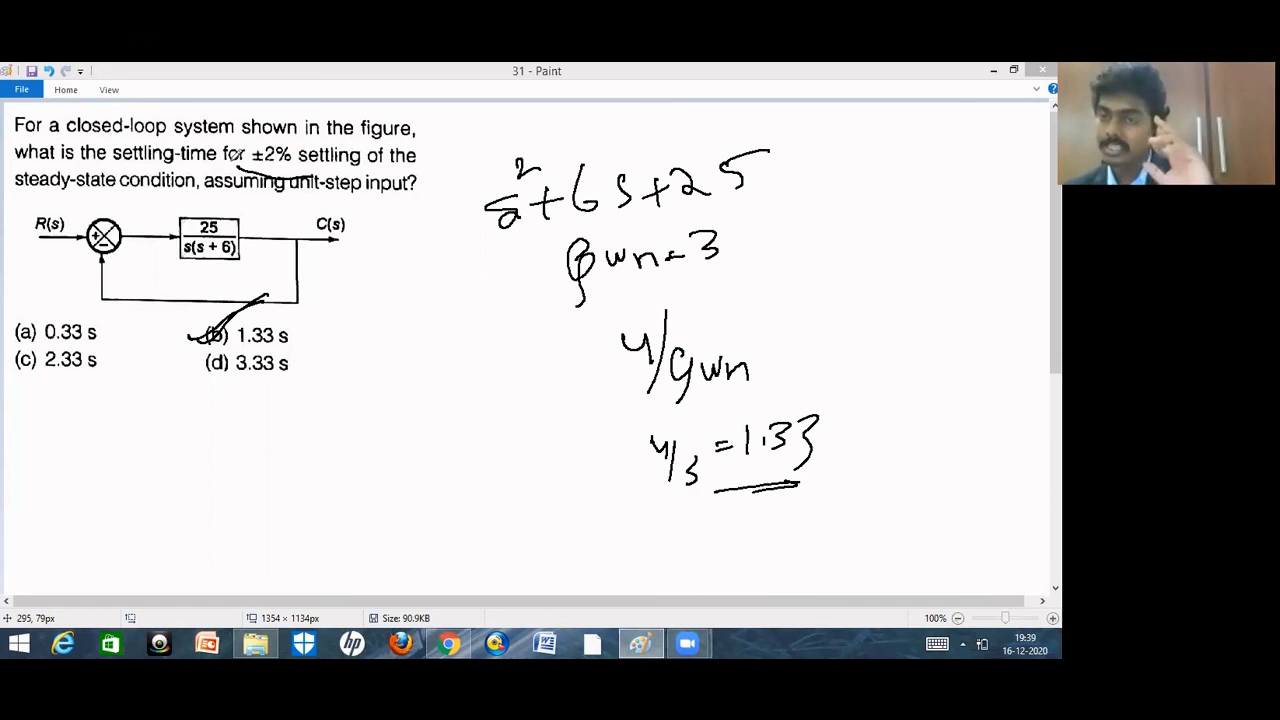 31 - Paint
File Home View
For a closed-loop system shown in the figure,
what is the settling-time for ±2% settling of the
steady-state condition, assuming unit-step input?
R(s)
+
−
25
s(s + 6)
C(s)
(a) 0.33 s
(b) 1.33 s
(c) 2.33 s
(d) 3.33 s
s²+6s+25
ζwn=3
4/ζwn
4/3 =1.33
295, 79px
1354 × 1134px
Size: 90.9KB
100%
hp
19:39
16-12-2020